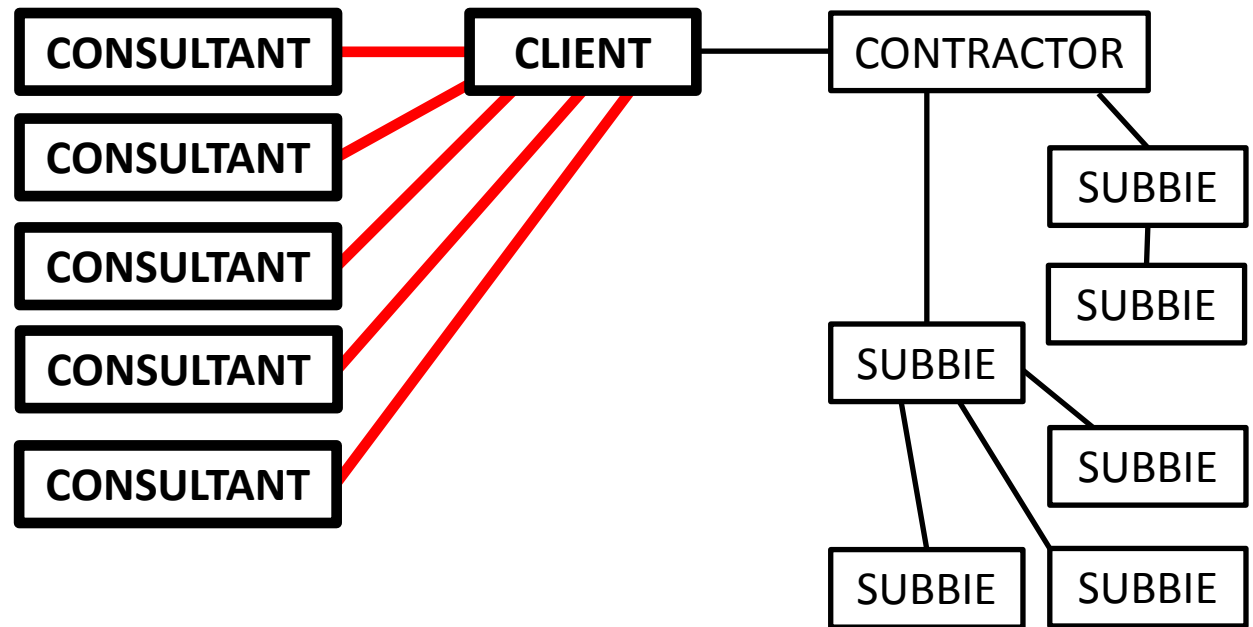 CONSULTANT
CLIENT
CONTRACTOR
CONSULTANT
SUBBIE
CONSULTANT
SUBBIE
CONSULTANT
SUBBIE
CONSULTANT
SUBBIE
SUBBIE
SUBBIE